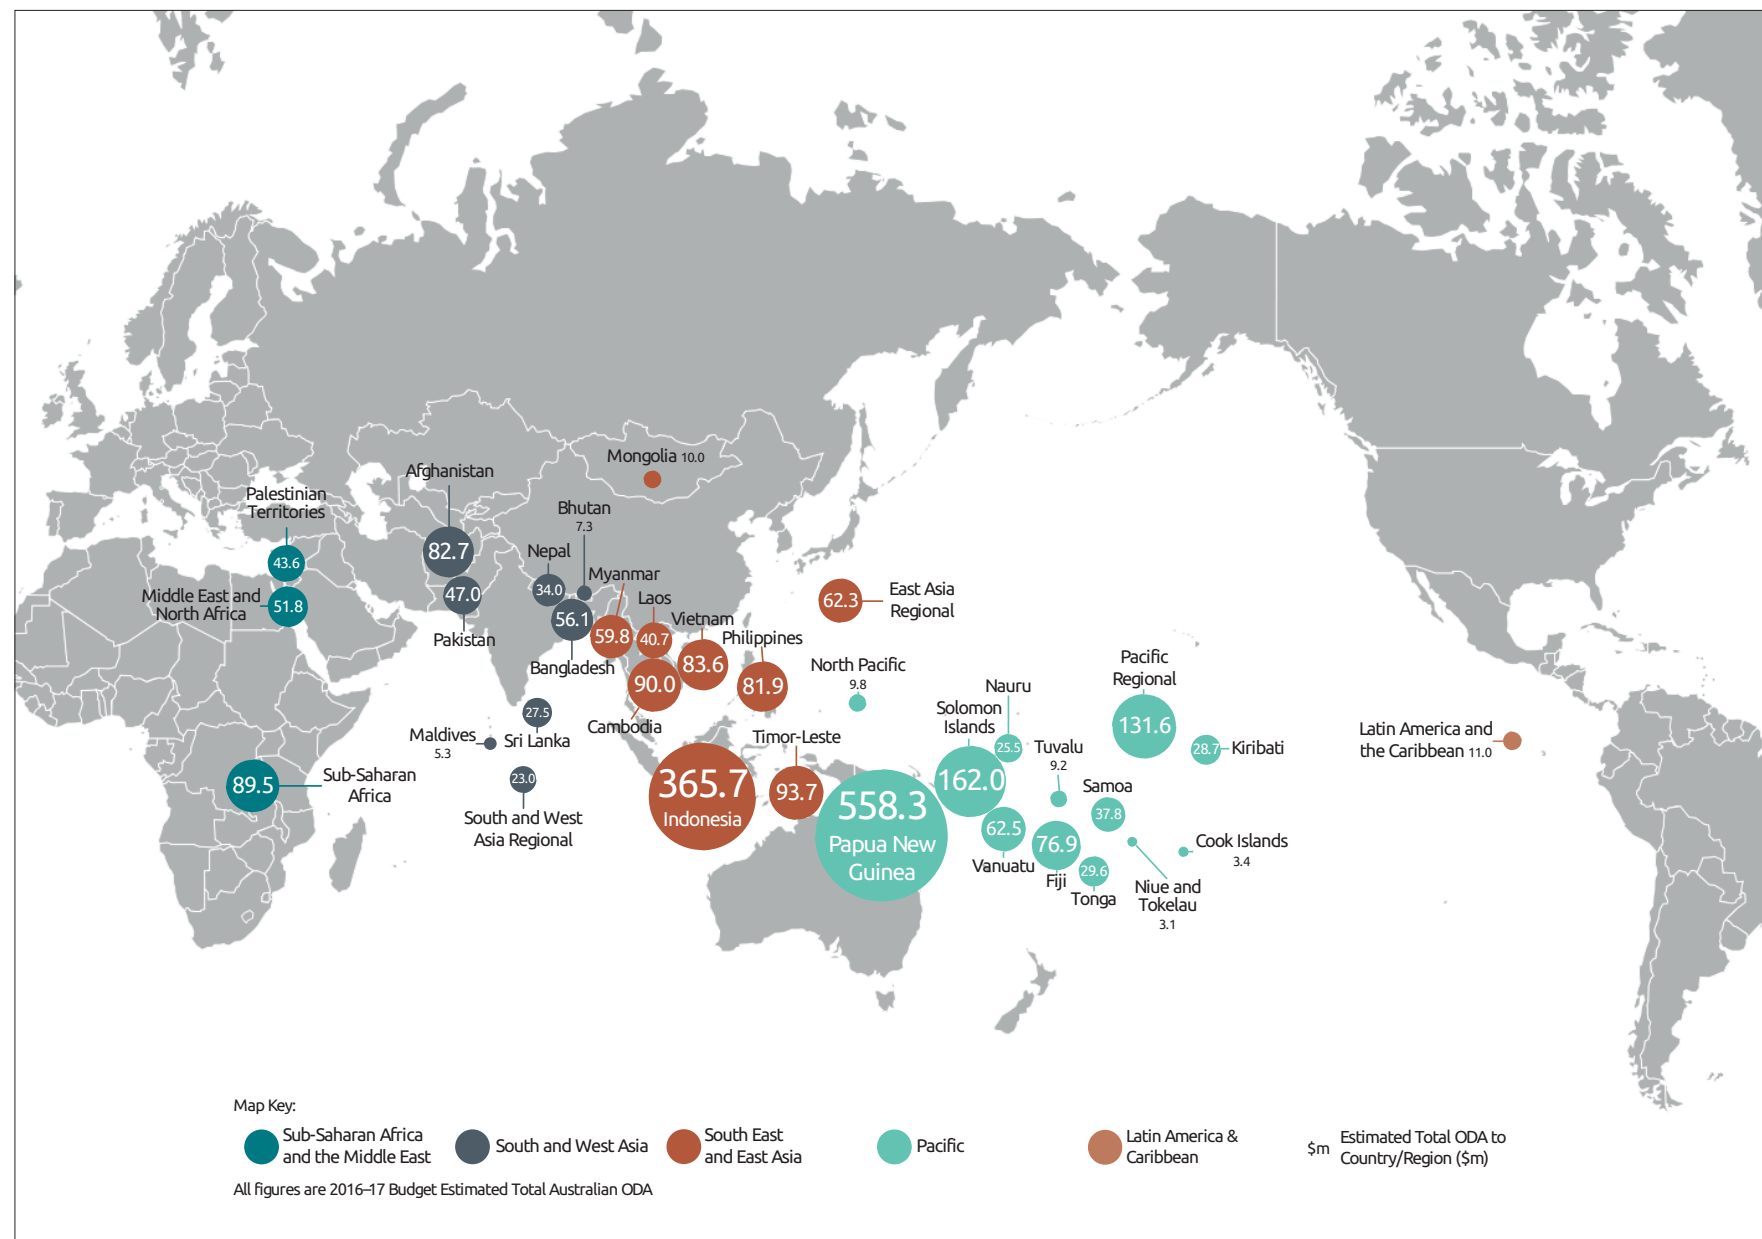 Mongolia 10.0
Afghanistan
Palestinian
Territories
Bhutan
7.3
Nepal
82.7
43.6
Myanmar
34.0
47.0
Middle East and
North Africa
51.8
Laos
62.3
East Asia
Regional
56.1
Vietnam
59.8
40.7
Philippines
Pakistan
Bangladesh
83.6
North Pacific
9.8
Pacific
Regional
90.0
81.9
Nauru
Solomon
Islands
27.5
Cambodia
131.6
Latin America and
the Caribbean 11.0
Maldives
5.3
Sri Lanka
Timor-Leste
25.5
Tuvalu
9.2
28.7
Kiribati
89.5
Sub-Saharan
Africa
23.0
365.7
Indonesia
93.7
162.0
Samoa
558.3
Papua New
Guinea
37.8
South and West
Asia Regional
62.5
76.9
Cook Islands
3.4
Vanuatu
Fiji
29.6
Tonga
Niue and
Tokelau
3.1
Map Key:
Sub-Saharan Africa
and the Middle East
South and West Asia
South East
and East Asia
Pacific
Latin America &
Caribbean
$m
Estimated Total ODA to
Country/Region ($m)
All figures are 2016–17 Budget Estimated Total Australian ODA